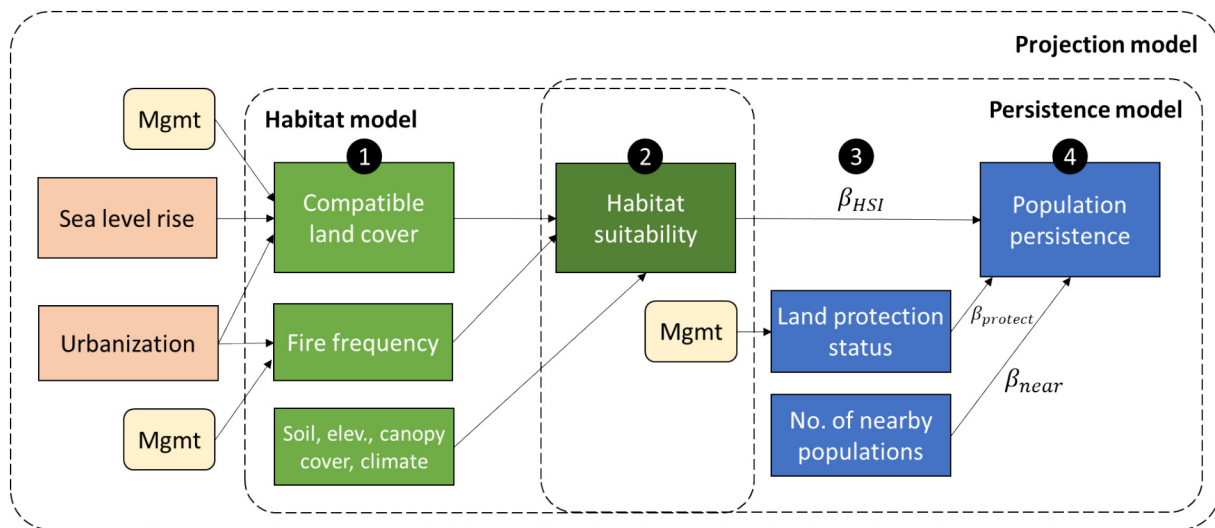 Projection model
Mgmt
Habitat model
Persistence model
1
2
3
4
Sea level rise
Compatible
land cover
Habitat
suitability
β_HSI
Population
persistence
Urbanization
Fire frequency
Mgmt
Land protection
status
β_protect
Mgmt
Soil, elev., canopy
cover, climate
No. of nearby
populations
β_near